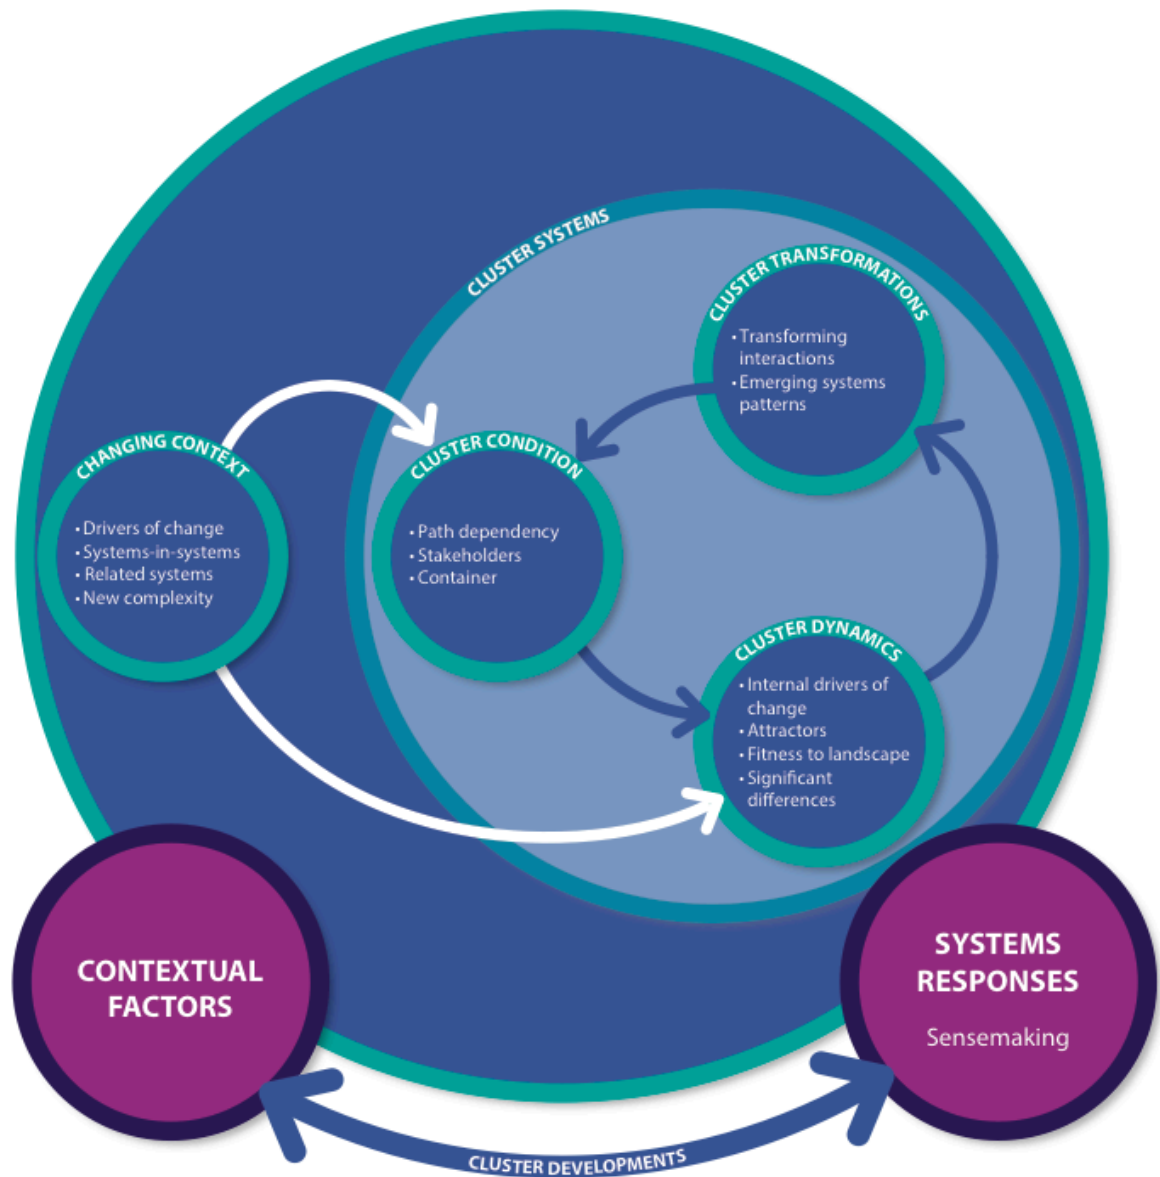 CLUSTER SYSTEMS
CLUSTER TRANSFORMATIONS
• Transforming
interactions
• Emerging systems
patterns
CHANGING CONTEXT
• Drivers of change
• Systems-in-systems
• Related systems
• New complexity
CLUSTER CONDITION
• Path dependency
• Stakeholders
• Container
CLUSTER DYNAMICS
• Internal drivers of
change
• Attractors
• Fitness to landscape
• Significant
differences
CONTEXTUAL
FACTORS
SYSTEMS
RESPONSES
Sensemaking
CLUSTER DEVELOPMENTS